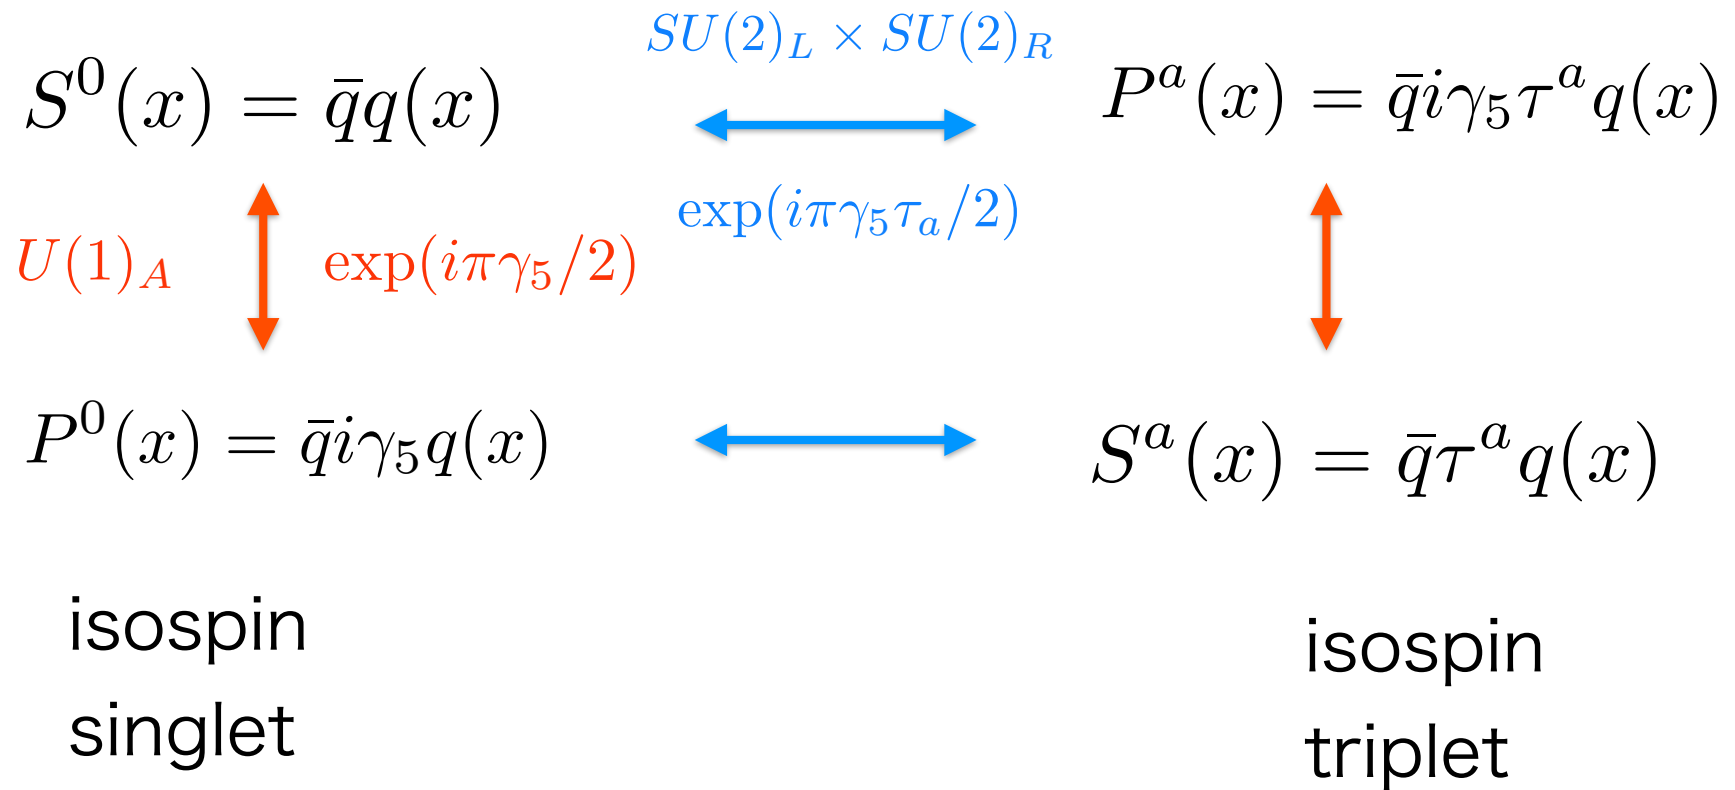 SU(2)_L × SU(2)_R
S^0(x) = q̄q(x)
P^a(x) = q̄iγ_5τ^a q(x)
exp(iπγ_5τ_a/2)
U(1)_A
exp(iπγ_5/2)
P^0(x) = q̄iγ_5q(x)
S^a(x) = q̄τ^a q(x)
isospin
singlet
isospin
triplet